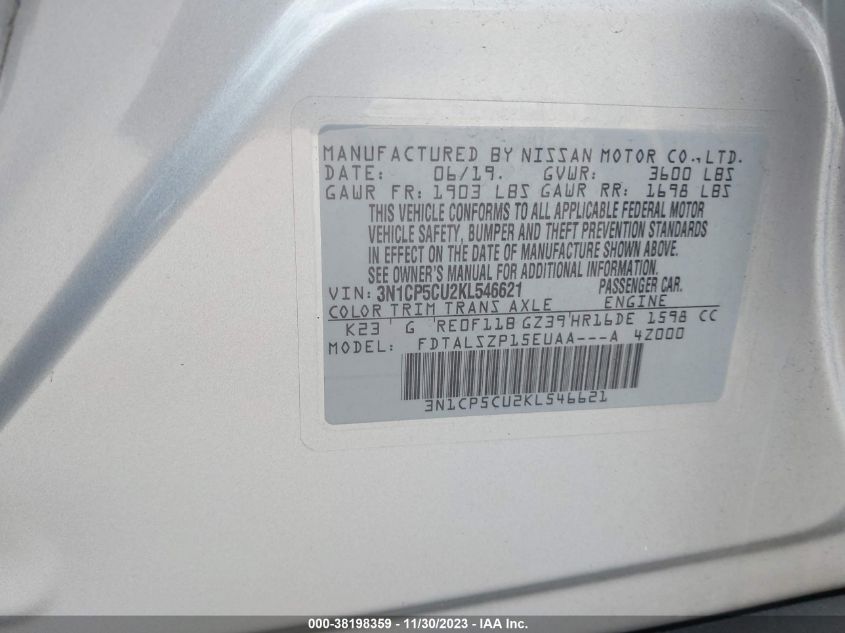 MANUFACTURED BY NISSAN MOTOR CO.,LTD.
DATE: 06/19. GVWR: 3600 LBS
GAWR FR: 1903 LBS GAWR RR: 1698 LBS
THIS VEHICLE CONFORMS TO ALL APPLICABLE FEDERAL MOTOR
VEHICLE SAFETY, BUMPER AND THEFT PREVENTION STANDARDS
IN EFFECT ON THE DATE OF MANUFACTURE SHOWN ABOVE.
SEE OWNER'S MANUAL FOR ADDITIONAL INFORMATION.
VIN: 3N1CP5CU2KL546621 PASSENGER CAR.
COLOR TRIM TRANS AXLE ENGINE
K23 G RE0F11B GZ39 HR16DE 1598 CC
MODEL: FDTALSZP15EUAA---A 4Z000
3N1CP5CU2KL546621
000-38198359 — 11/30/2023 — IAA Inc.